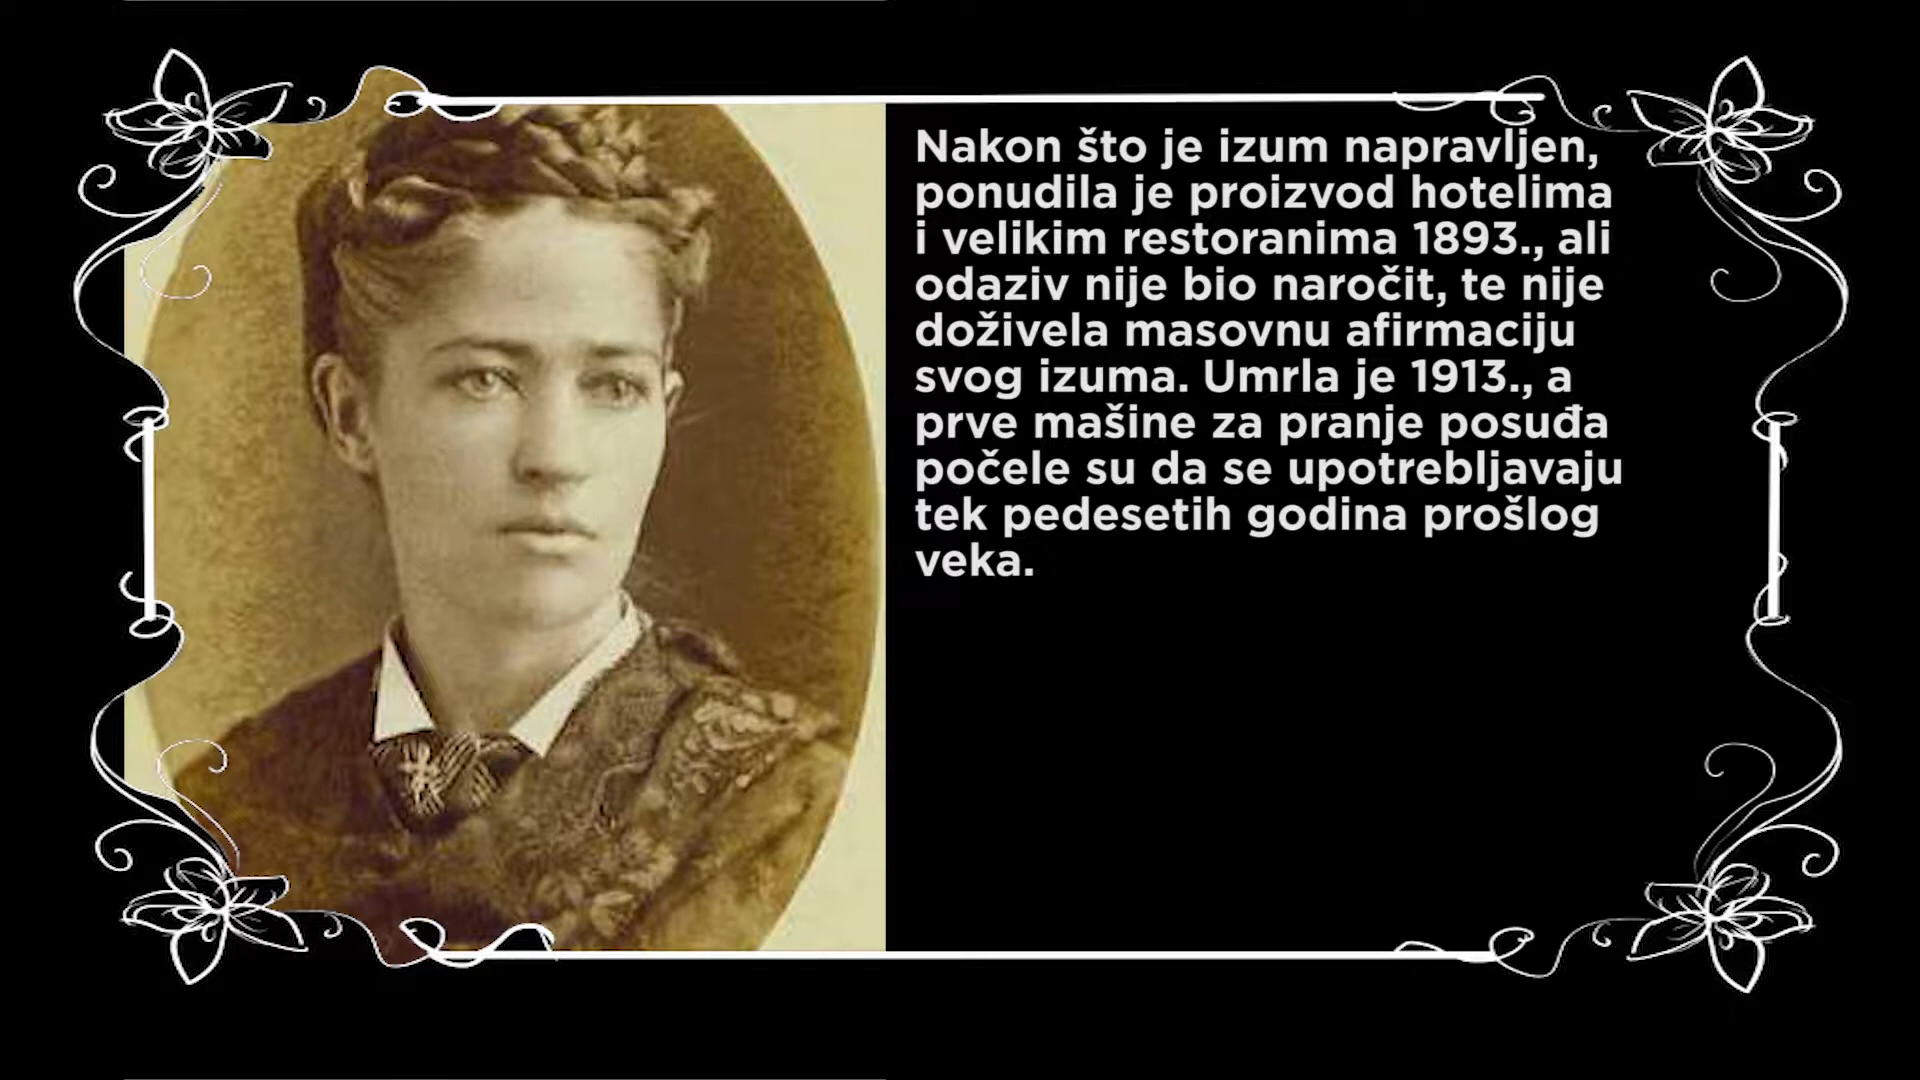 Nakon što je izum napravljen,
ponudila je proizvod hotelima
i velikim restoranima 1893., ali
odaziv nije bio naročit, te nije
doživela masovnu afirmaciju
svog izuma. Umrla je 1913., a
prve mašine za pranje posuđa
počele su da se upotrebljavaju
tek pedesetih godina prošlog
veka.